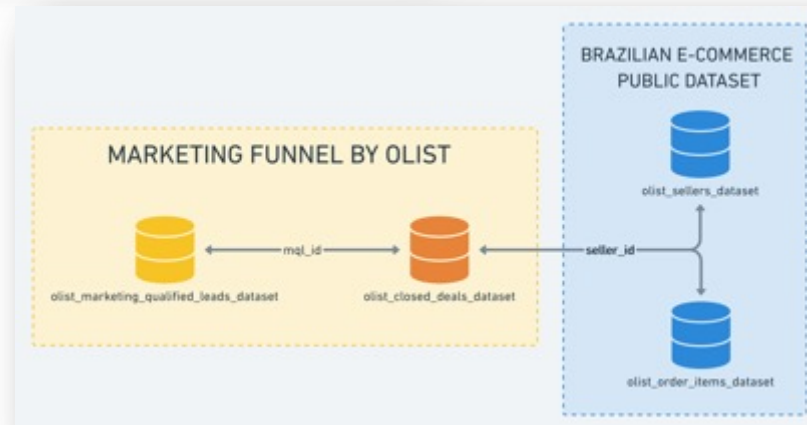 BRAZILIAN E-COMMERCE
PUBLIC DATASET
MARKETING FUNNEL BY OLIST
olist_sellers_dataset
mql_id
seller_id
olist_marketing_qualified_leads_dataset
olist_closed_deals_dataset
olist_order_items_dataset